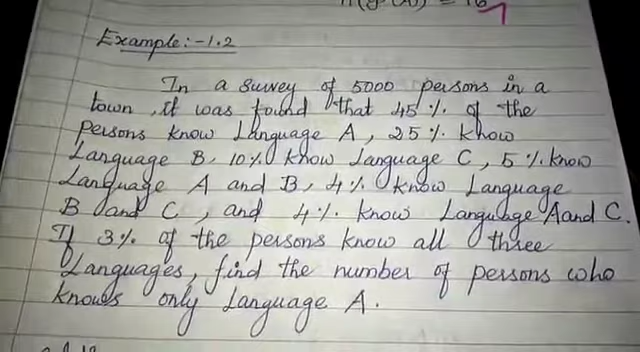 Example:-1.2
In a survey of 5000 persons in a
town, it was found that 45% of the
persons know Language A, 25% know
Language B, 10% know Language C, 5% know
Language A and B, 4% know Language
B and C, and 4% know Language A and C.
If 3% of the persons know all three
Languages, find the number of persons who
knows only Language A.